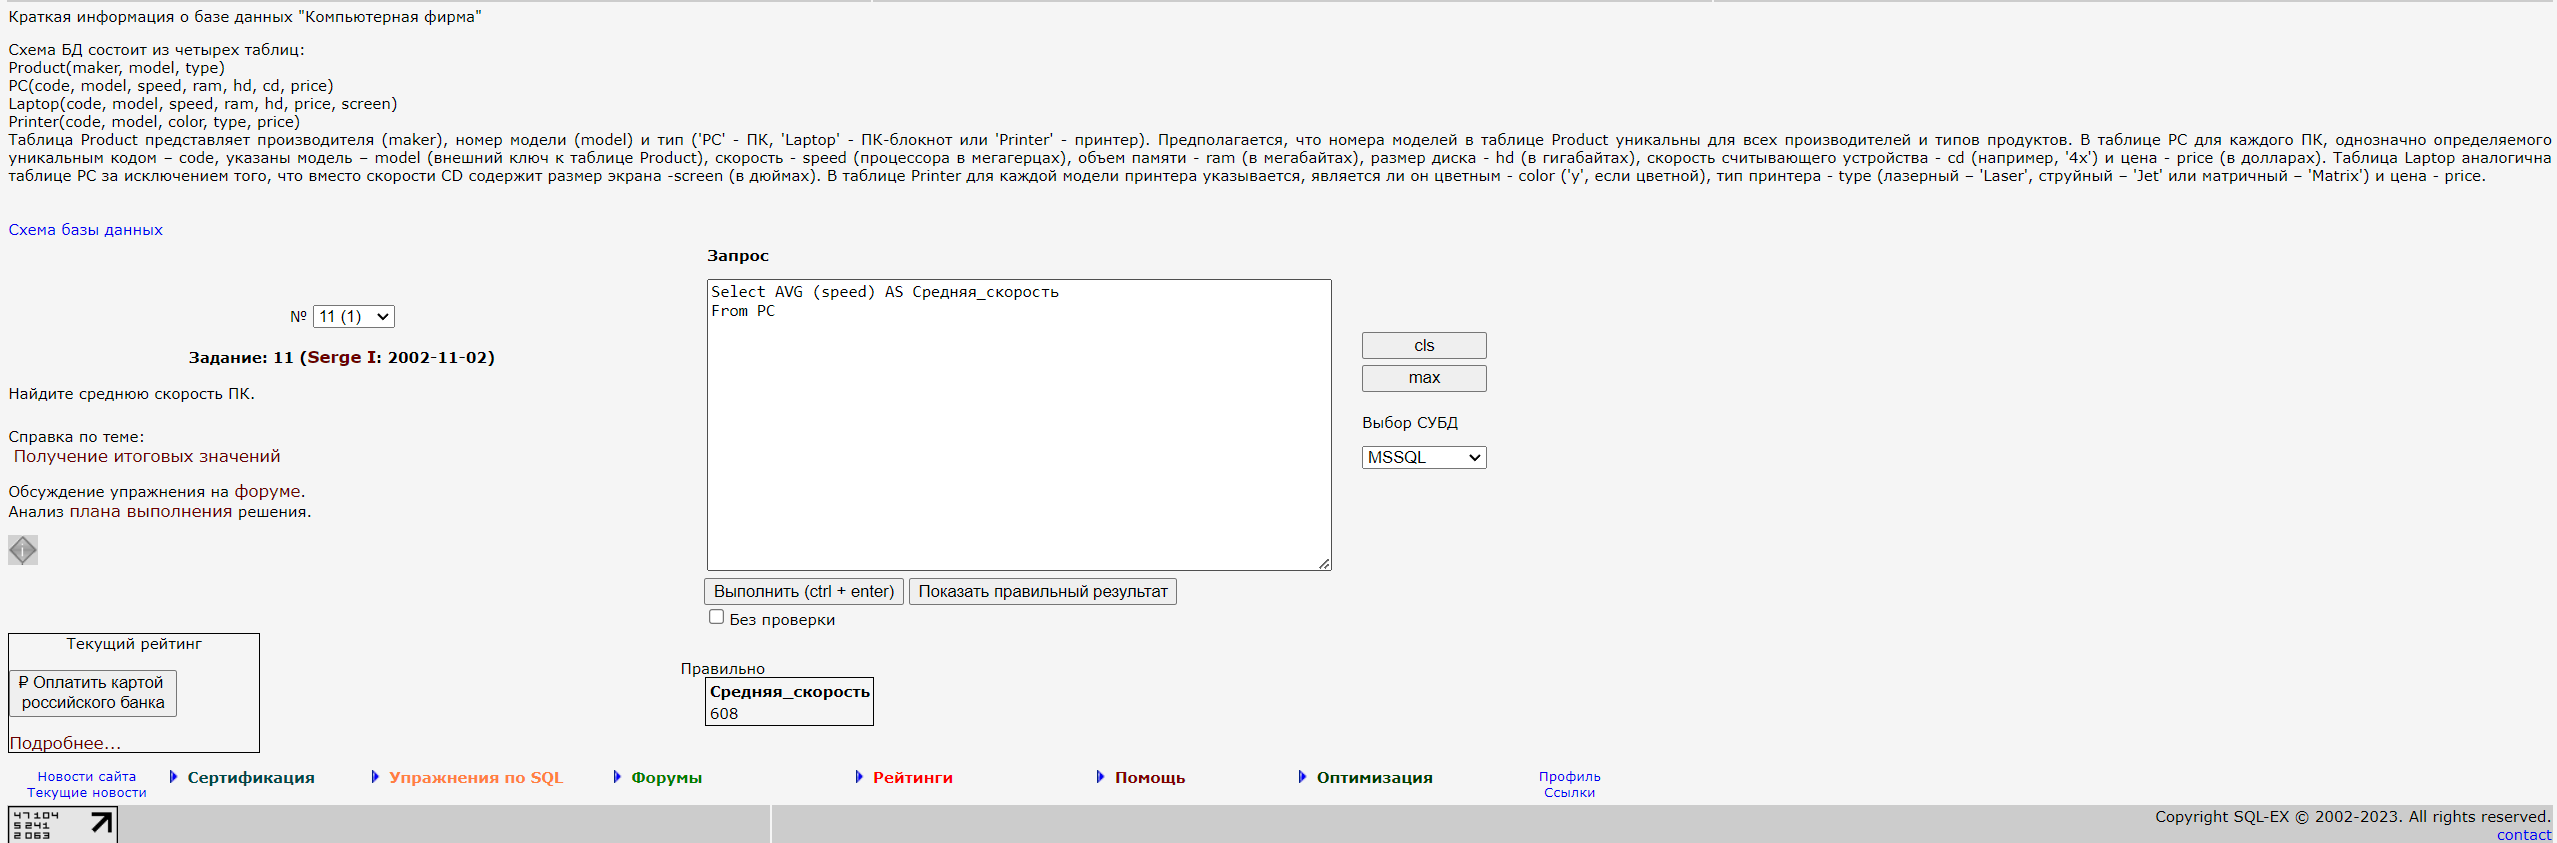 Краткая информация о базе данных "Компьютерная фирма"
Схема БД состоит из четырех таблиц:
Product(maker, model, type)
PC(code, model, speed, ram, hd, cd, price)
Laptop(code, model, speed, ram, hd, price, screen)
Printer(code, model, color, type, price)
Таблица Product представляет производителя (maker), номер модели (model) и тип ('PC' - ПК, 'Laptop' - ПК-блокнот или 'Printer' - принтер). Предполагается, что номера моделей в таблице Product уникальны для всех производителей и типов продуктов. В таблице PC для каждого ПК, однозначно определяемого
уникальным кодом – code, указаны модель – model (внешний ключ к таблице Product), скорость - speed (процессора в мегагерцах), объем памяти - ram (в мегабайтах), размер диска - hd (в гигабайтах), скорость считывающего устройства - cd (например, '4x') и цена - price (в долларах). Таблица Laptop аналогична
таблице PC за исключением того, что вместо скорости CD содержит размер экрана -screen (в дюймах). В таблице Printer для каждой модели принтера указывается, является ли он цветным - color ('y', если цветной), тип принтера - type (лазерный – 'Laser', струйный – 'Jet' или матричный – 'Matrix') и цена - price.
Схема базы данных
№ 11 (1)
Задание: 11 (Serge I: 2002-11-02)
Найдите среднюю скорость ПК.
Справка по теме:
Получение итоговых значений
Обсуждение упражнения на форуме.
Анализ плана выполнения решения.
Запрос
Select AVG (speed) AS Средняя_скорость
From PC
cls
max
Выбор СУБД
MSSQL
Выполнить (ctrl + enter) Показать правильный результат
Без проверки
Текущий рейтинг
₽ Оплатить картой
российского банка
Подробнее...
Правильно
Средняя_скорость
608
Новости сайта
Текущие новости
Сертификация Упражнения по SQL Форумы Рейтинги Помощь Оптимизация
Профиль
Ссылки
47104
5241
2063
Copyright SQL-EX © 2002-2023. All rights reserved.
contact